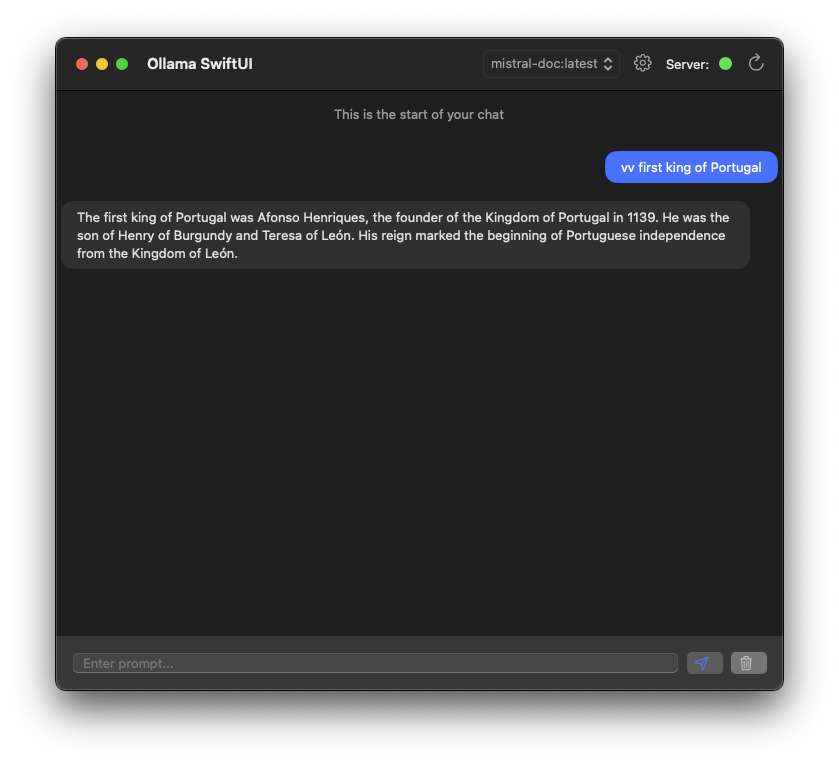 Ollama SwiftUI
mistral-doc:latest
Server:
This is the start of your chat
vv first king of Portugal
The first king of Portugal was Afonso Henriques, the founder of the Kingdom of Portugal in 1139. He was the
son of Henry of Burgundy and Teresa of León. His reign marked the beginning of Portuguese independence
from the Kingdom of León.
Enter prompt...